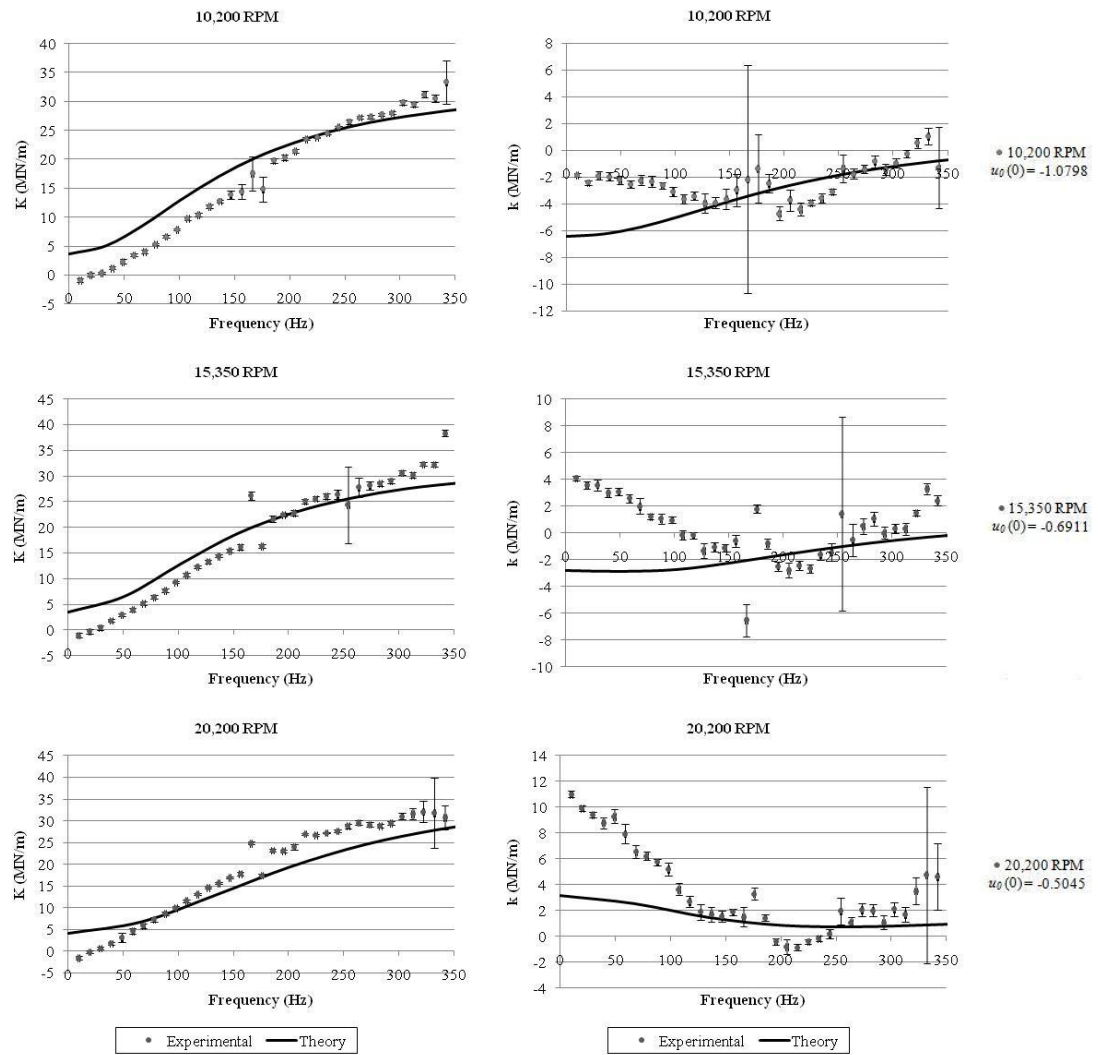 10,200 RPM
K (MN/m)
40
35
30
25
20
15
10
5
0
-5
0 50 100 150 200 250 300 350
Frequency (Hz)
10,200 RPM
k (MN/m)
8
6
4
2
0
-2
-4
-6
-8
-10
-12
0 50 100 150 200 250 300 350
Frequency (Hz)
10,200 RPM
u₀(0) = -1.0798
15,350 RPM
K (MN/m)
45
40
35
30
25
20
15
10
5
0
-5
0 50 100 150 200 250 300 350
Frequency (Hz)
15,350 RPM
k (MN/m)
10
8
6
4
2
0
-2
-4
-6
-8
-10
0 50 100 150 200 250 300 350
Frequency (Hz)
15,350 RPM
u₀(0) = -0.6911
20,200 RPM
K (MN/m)
45
40
35
30
25
20
15
10
5
0
-5
0 50 100 150 200 250 300 350
Frequency (Hz)
20,200 RPM
k (MN/m)
14
12
10
8
6
4
2
0
-2
-4
0 50 100 150 200 250 300 350
Frequency (Hz)
20,200 RPM
u₀(0) = -0.5045
Experimental Theory
Experimental Theory